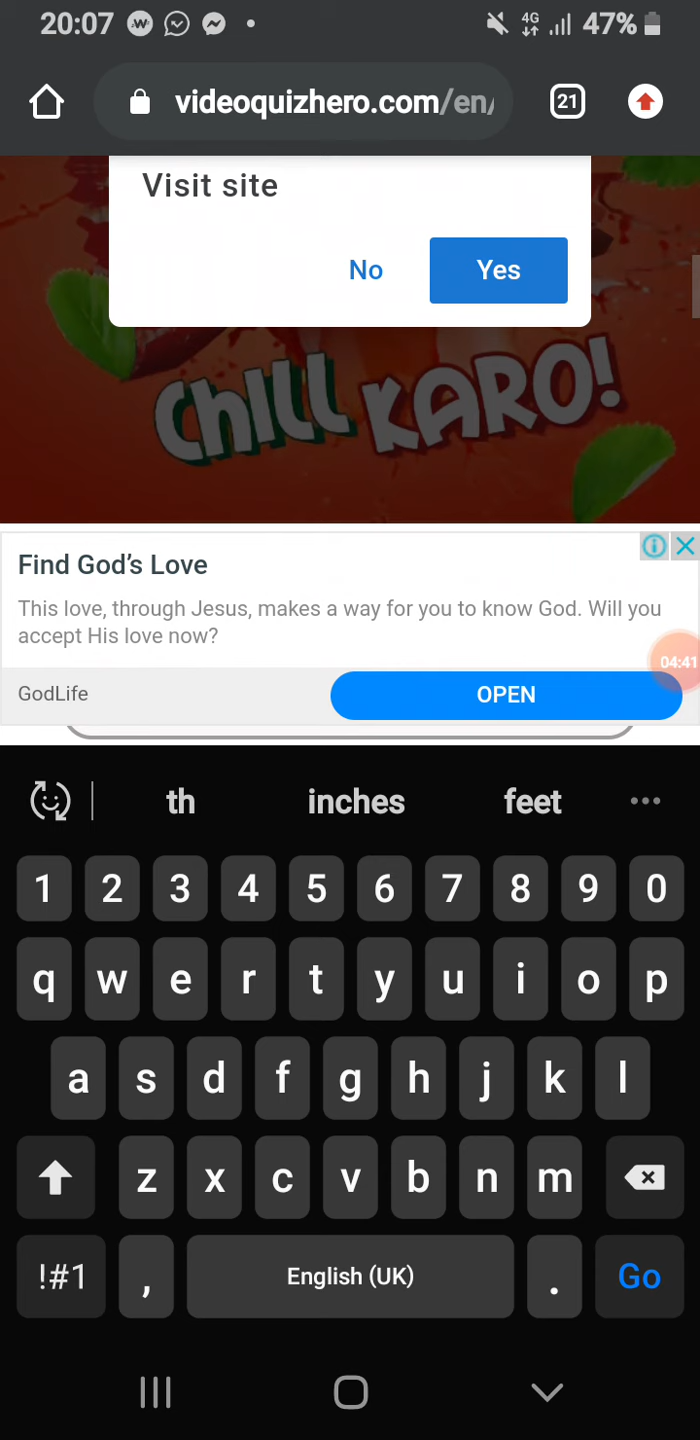 20:07 4G 47%
videoquizhero.com/en/ 21
Visit site
No Yes
CHILL KARO!
Find God’s Love
This love, through Jesus, makes a way for you to know God. Will you
accept His love now?
04:41
GodLife OPEN
th inches feet
1 2 3 4 5 6 7 8 9 0
q w e r t y u i o p
a s d f g h j k l
z x c v b n m
!#1 , English (UK) . Go